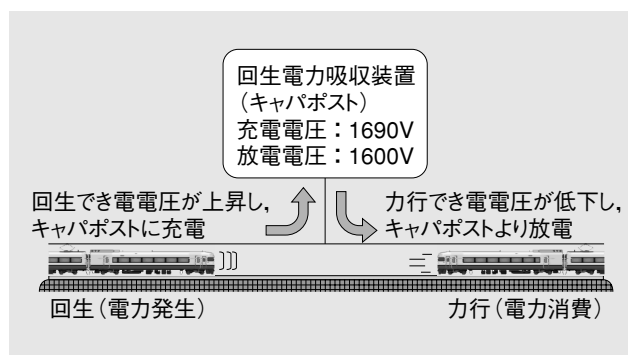 回生電力吸収装置
(キャパポスト)
充電電圧：1690V
放電電圧：1600V
回生でき電電圧が上昇し，
キャパポストに充電
力行でき電電圧が低下し，
キャパポストより放電
回生(電力発生)
力行(電力消費)